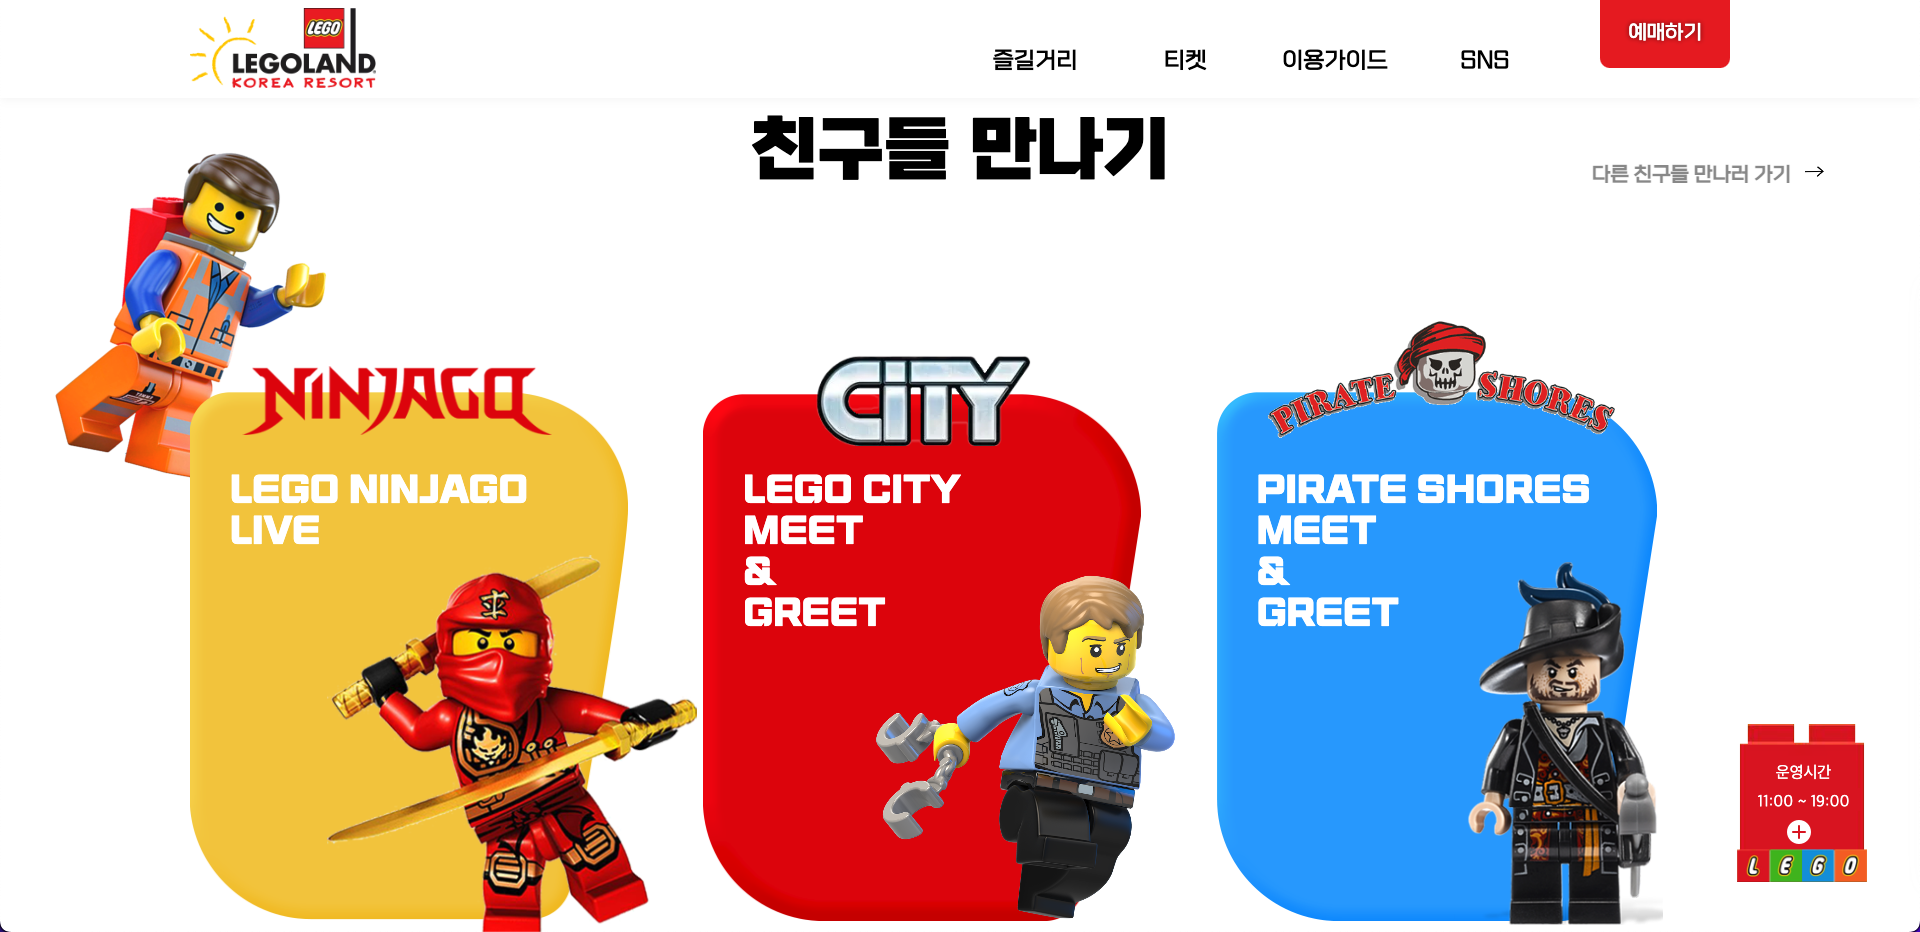 LEGO
LEGOLAND
KOREA RESORT
즐길거리
티켓
이용가이드
SNS
예매하기
친구들 만나기
다른 친구들 만나러 가기 →
NINJAGO
LEGO NINJAGO
LIVE
CITY
LEGO CITY
MEET
&
GREET
PIRATE SHORES
PIRATE SHORES
MEET
&
GREET
운영시간
11:00 ~ 19:00
LEGO